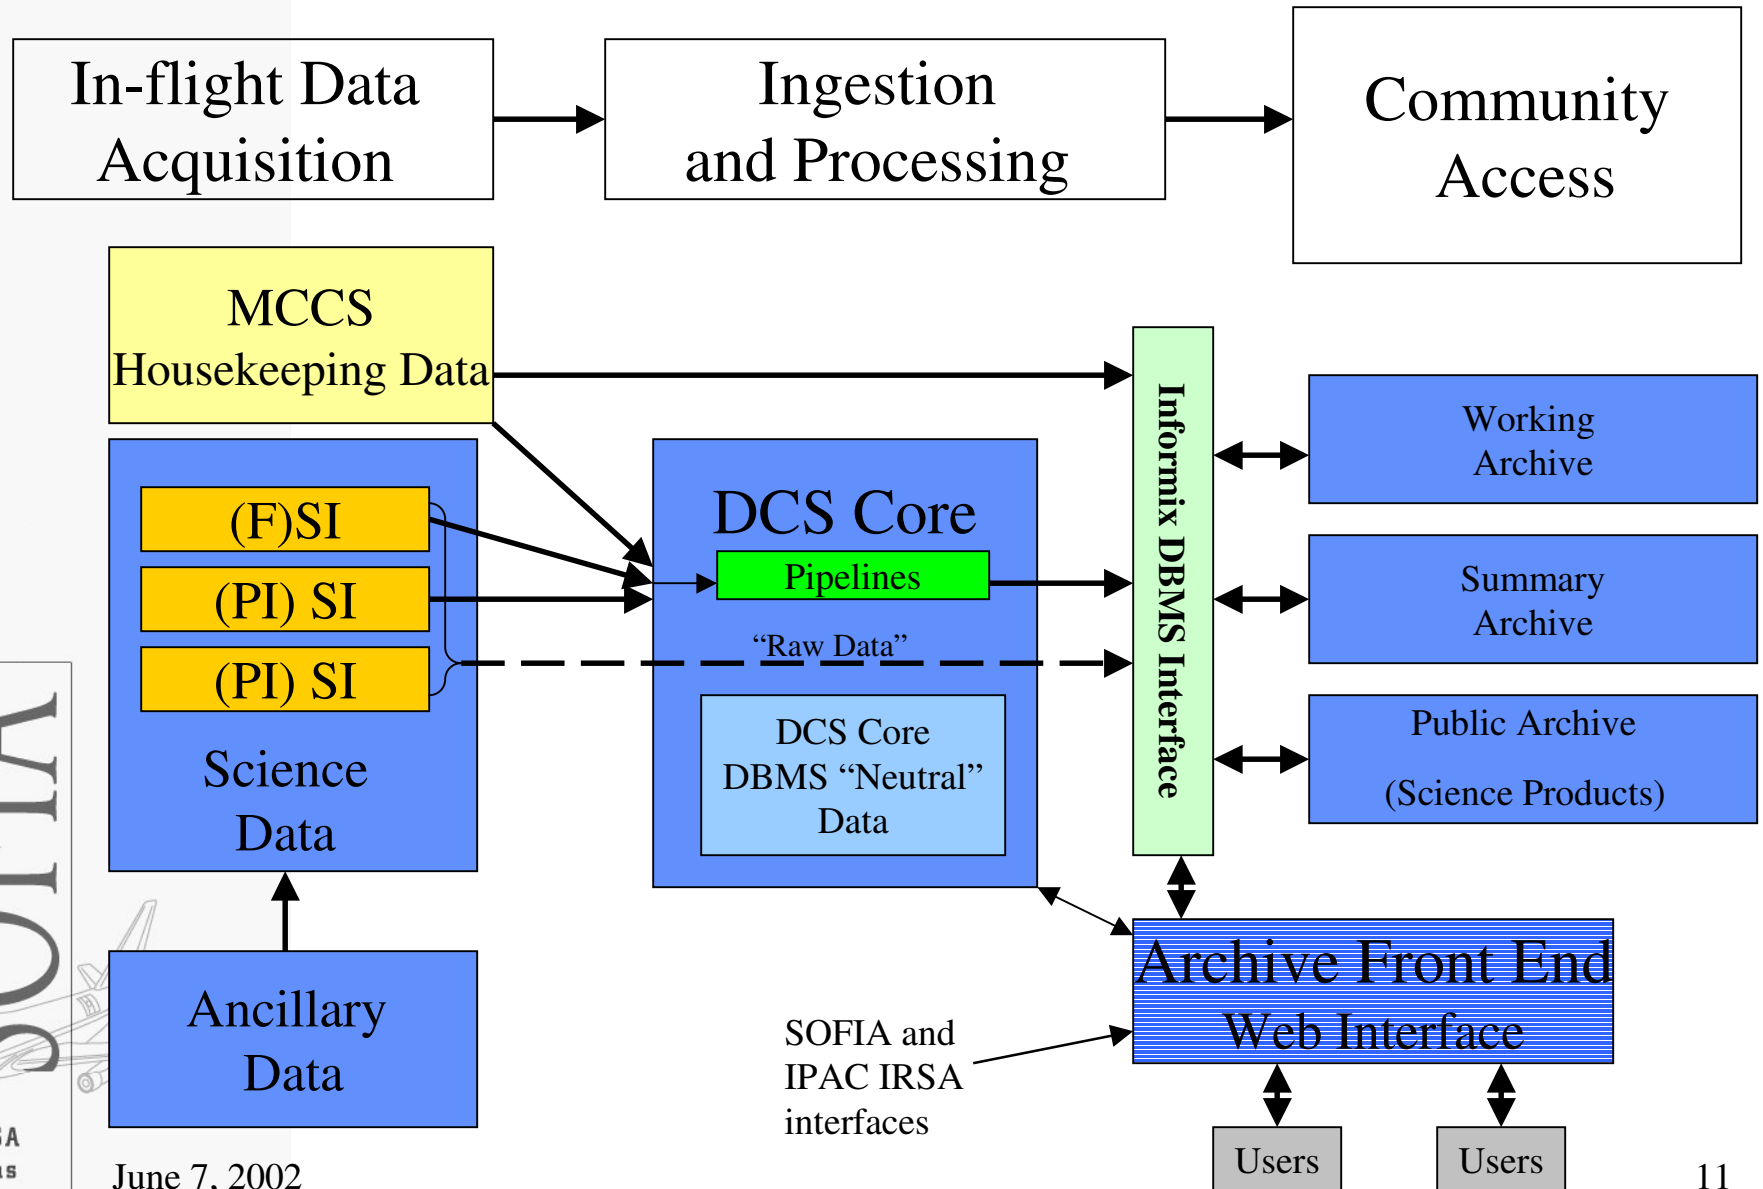 In-flight Data
Acquisition
Ingestion
and Processing
Community
Access
MCCS
Housekeeping Data
(F)SI
(PI) SI
(PI) SI
Science
Data
Ancillary
Data
DCS Core
Pipelines
“Raw Data”
DCS Core
DBMS “Neutral”
Data
Informix DBMS Interface
Working
Archive
Summary
Archive
Public Archive
(Science Products)
Archive Front End
Web Interface
SOFIA and
IPAC IRSA
interfaces
Users
Users
SOFIA
June 7, 2002
11